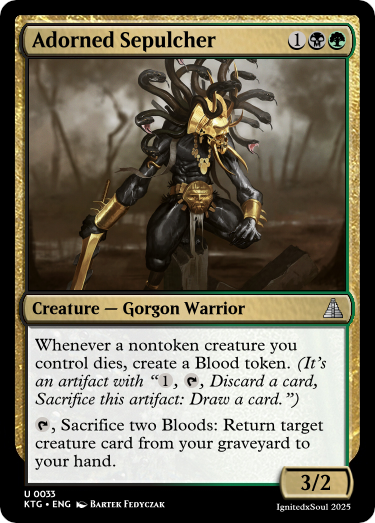 Adorned Sepulcher 1
Creature — Gorgon Warrior
Whenever a nontoken creature you
control dies, create a Blood token. (It's
an artifact with “1, , Discard a card,
Sacrifice this artifact: Draw a card.”)
, Sacrifice two Bloods: Return target
creature card from your graveyard to
your hand.
3/2
U 0033
KTG • ENG Bartek Fedyczak
IgnitedxSoul 2025